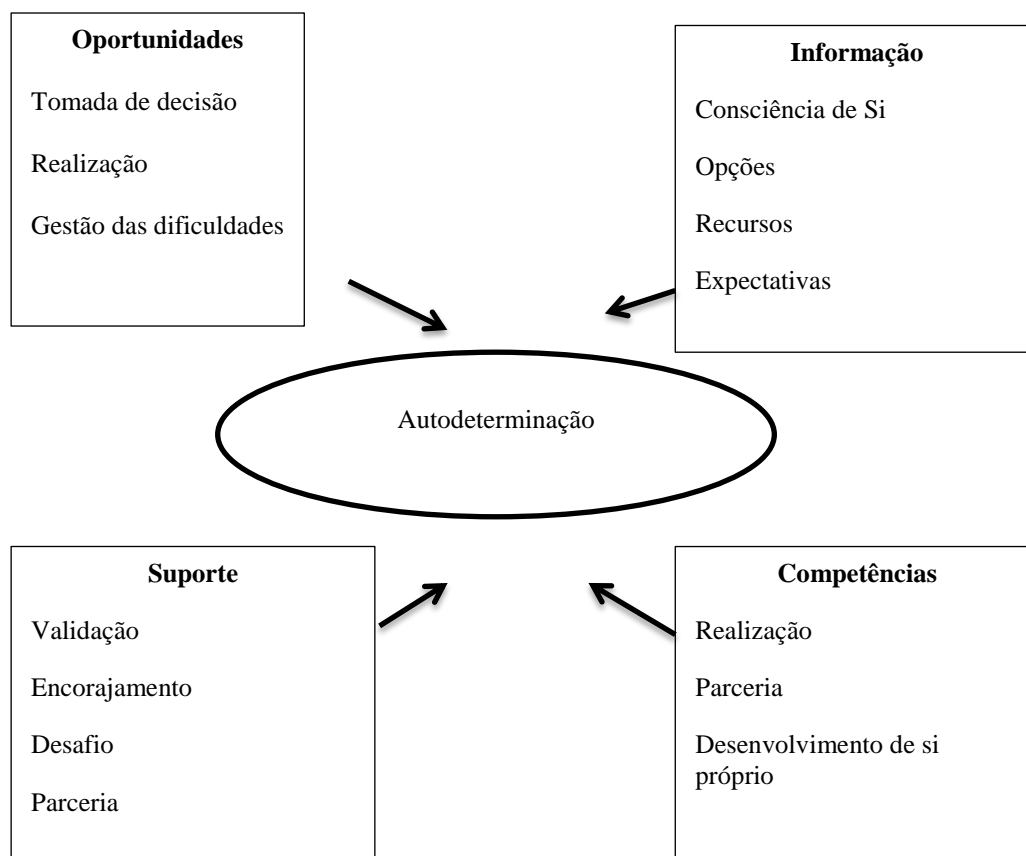 Oportunidades
Tomada de decisão
Realização
Gestão das dificuldades
Informação
Consciência de Si
Opções
Recursos
Expectativas
Autodeterminação
Suporte
Validação
Encorajamento
Desafio
Parceria
Competências
Realização
Parceria
Desenvolvimento de si
próprio